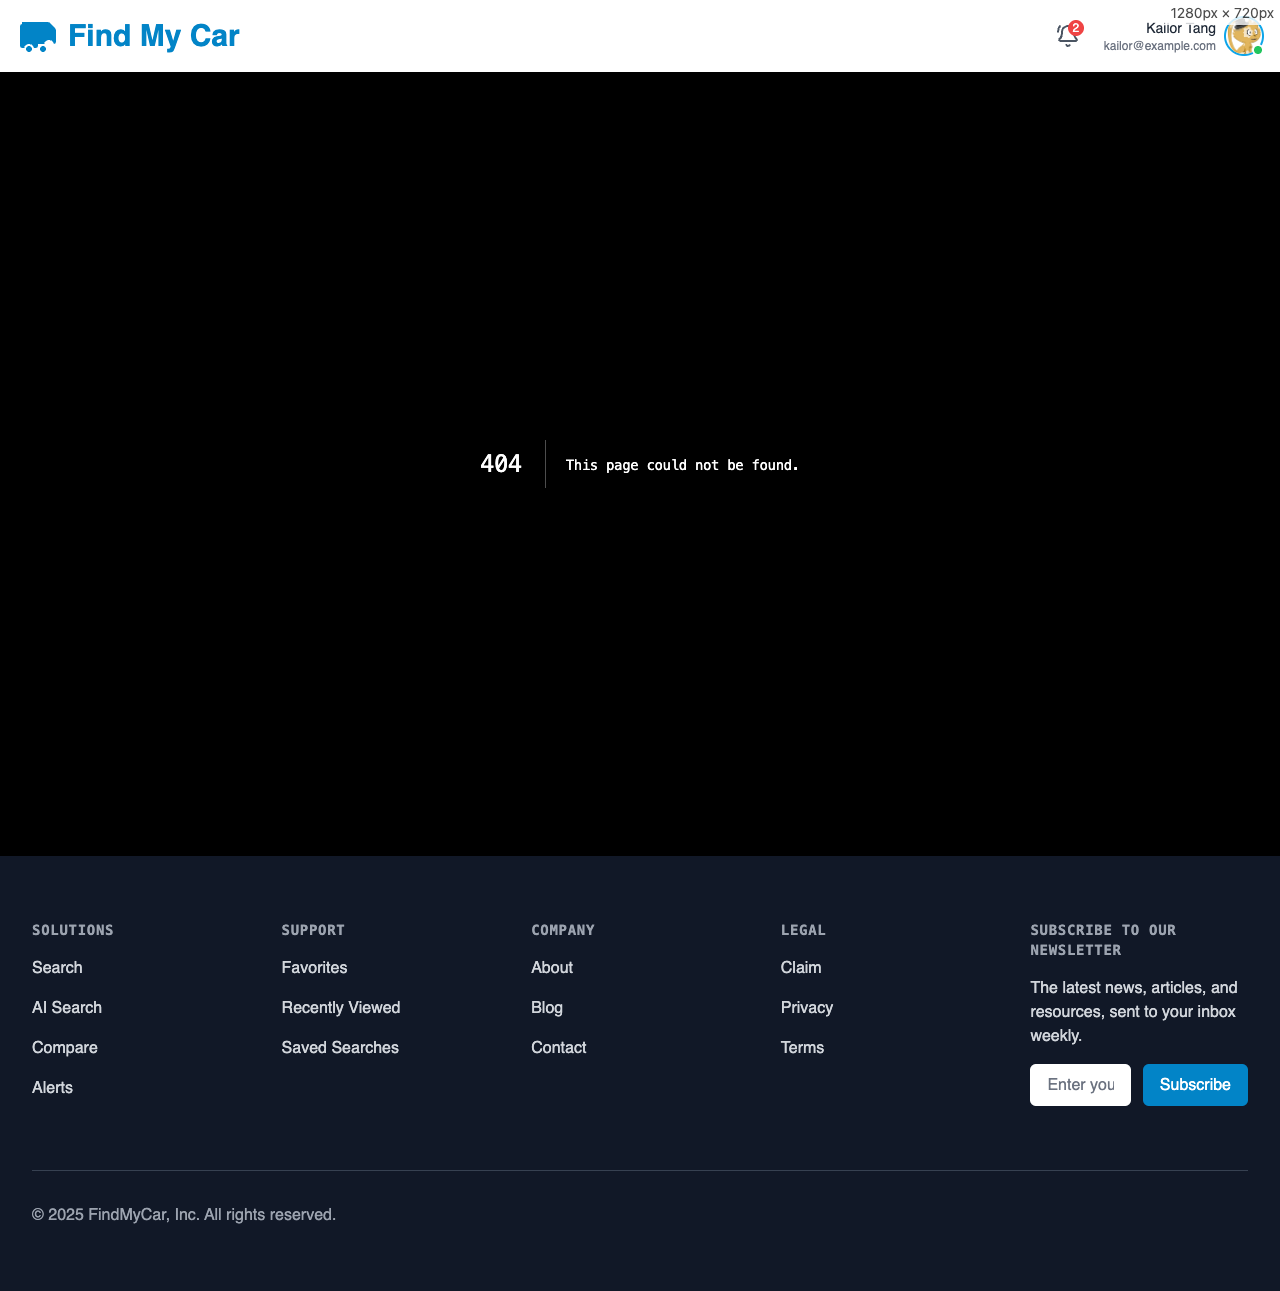 Find My Car
2
1280px × 720px
Kailor Tang
kailor@example.com
404
This page could not be found.
SOLUTIONS
Search
AI Search
Compare
Alerts
SUPPORT
Favorites
Recently Viewed
Saved Searches
COMPANY
About
Blog
Contact
LEGAL
Claim
Privacy
Terms
SUBSCRIBE TO OUR
NEWSLETTER
The latest news, articles, and
resources, sent to your inbox
weekly.
Enter you
Subscribe
© 2025 FindMyCar, Inc. All rights reserved.